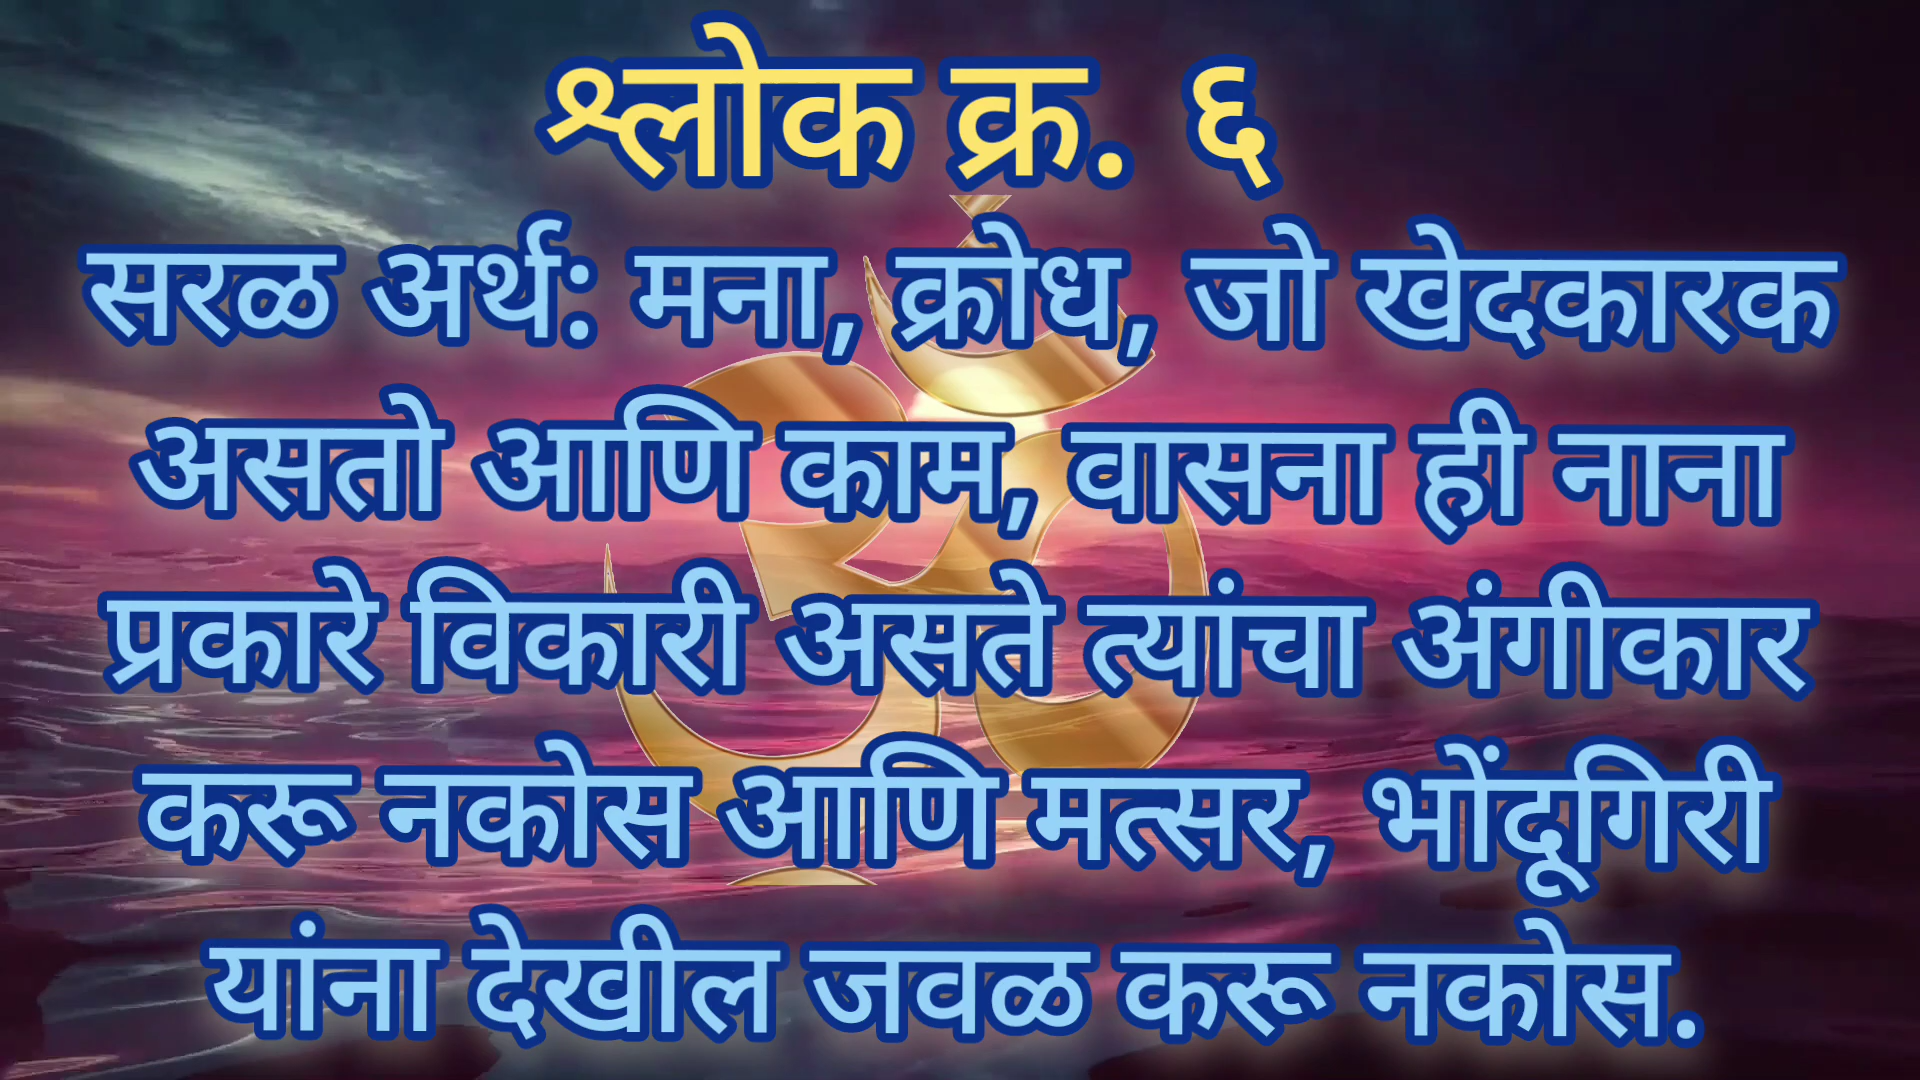 श्लोक क्र. ६
सरळ अर्थ: मना, क्रोध, जो खेदकारक
असतो आणि काम, वासना ही नाना
प्रकारे विकारी असते त्यांचा अंगीकार
करू नकोस आणि मत्सर, भोंदूगिरी
यांना देखील जवळ करू नकोस.